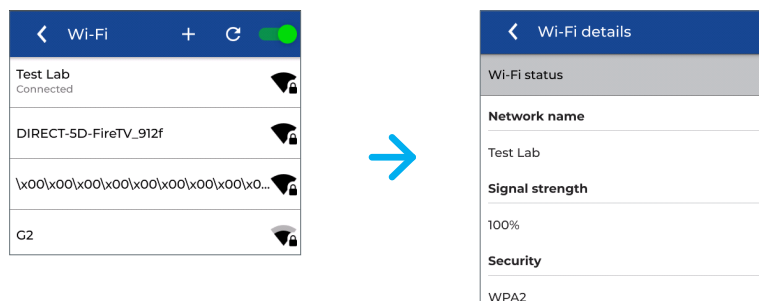 Wi-Fi
Test Lab
Connected
DIRECT-5D-FireTV_912f
\x00\x00\x00\x00\x00\x00\x00\x00\x0...
G2
Wi-Fi details
Wi-Fi status
Network name
Test Lab
Signal strength
100%
Security
WPA2